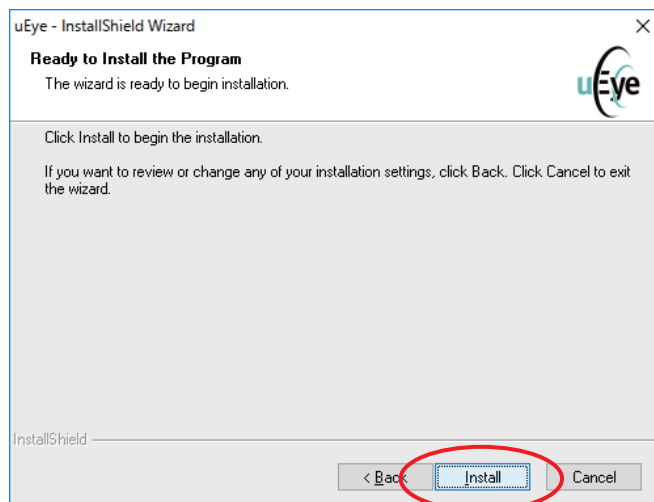 uEye - InstallShield Wizard
Ready to Install the Program
The wizard is ready to begin installation.
uEye
Click Install to begin the installation.
If you want to review or change any of your installation settings, click Back. Click Cancel to exit
the wizard.
InstallShield
< Back Install Cancel